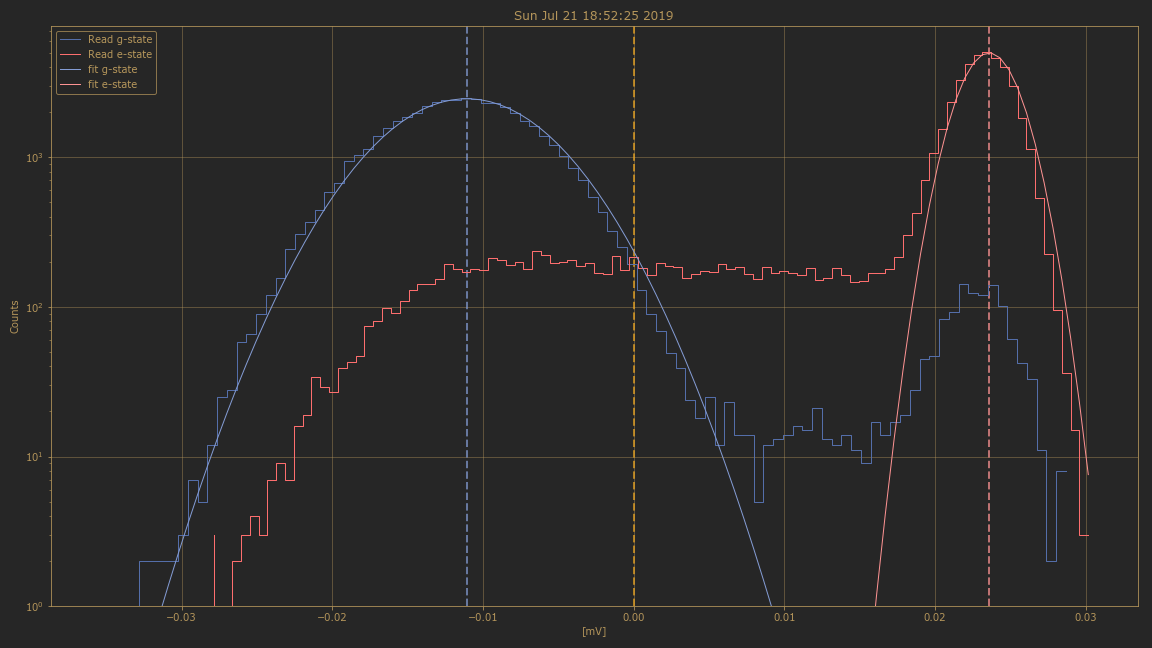 Sun Jul 21 18:52:25 2019
Read g-state
Read e-state
fit g-state
fit e-state
Counts
10³
10²
10¹
10⁰
−0.03
−0.02
−0.01
0.00
0.01
0.02
0.03
[mV]